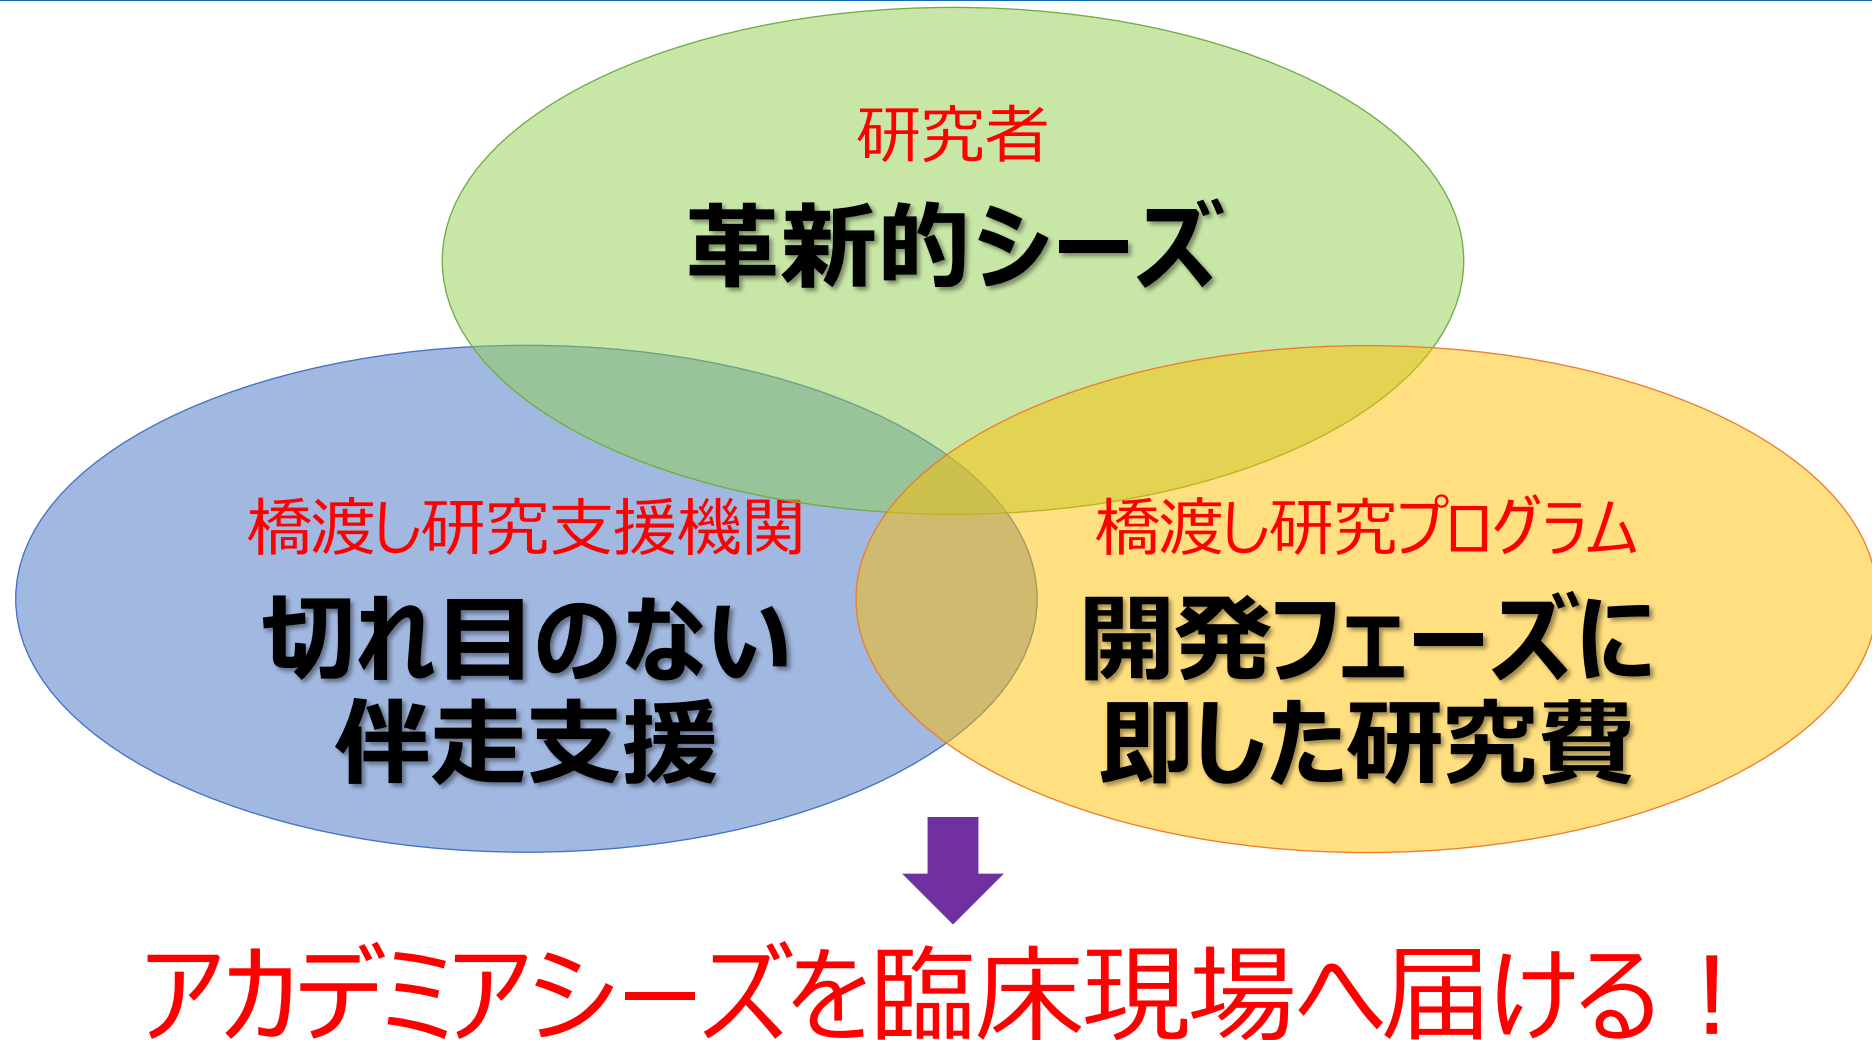 研究者
革新的シーズ
橋渡し研究支援機関
切れ目のない
伴走支援
橋渡し研究プログラム
開発フェーズに
即した研究費
アカデミアシーズを臨床現場へ届ける！